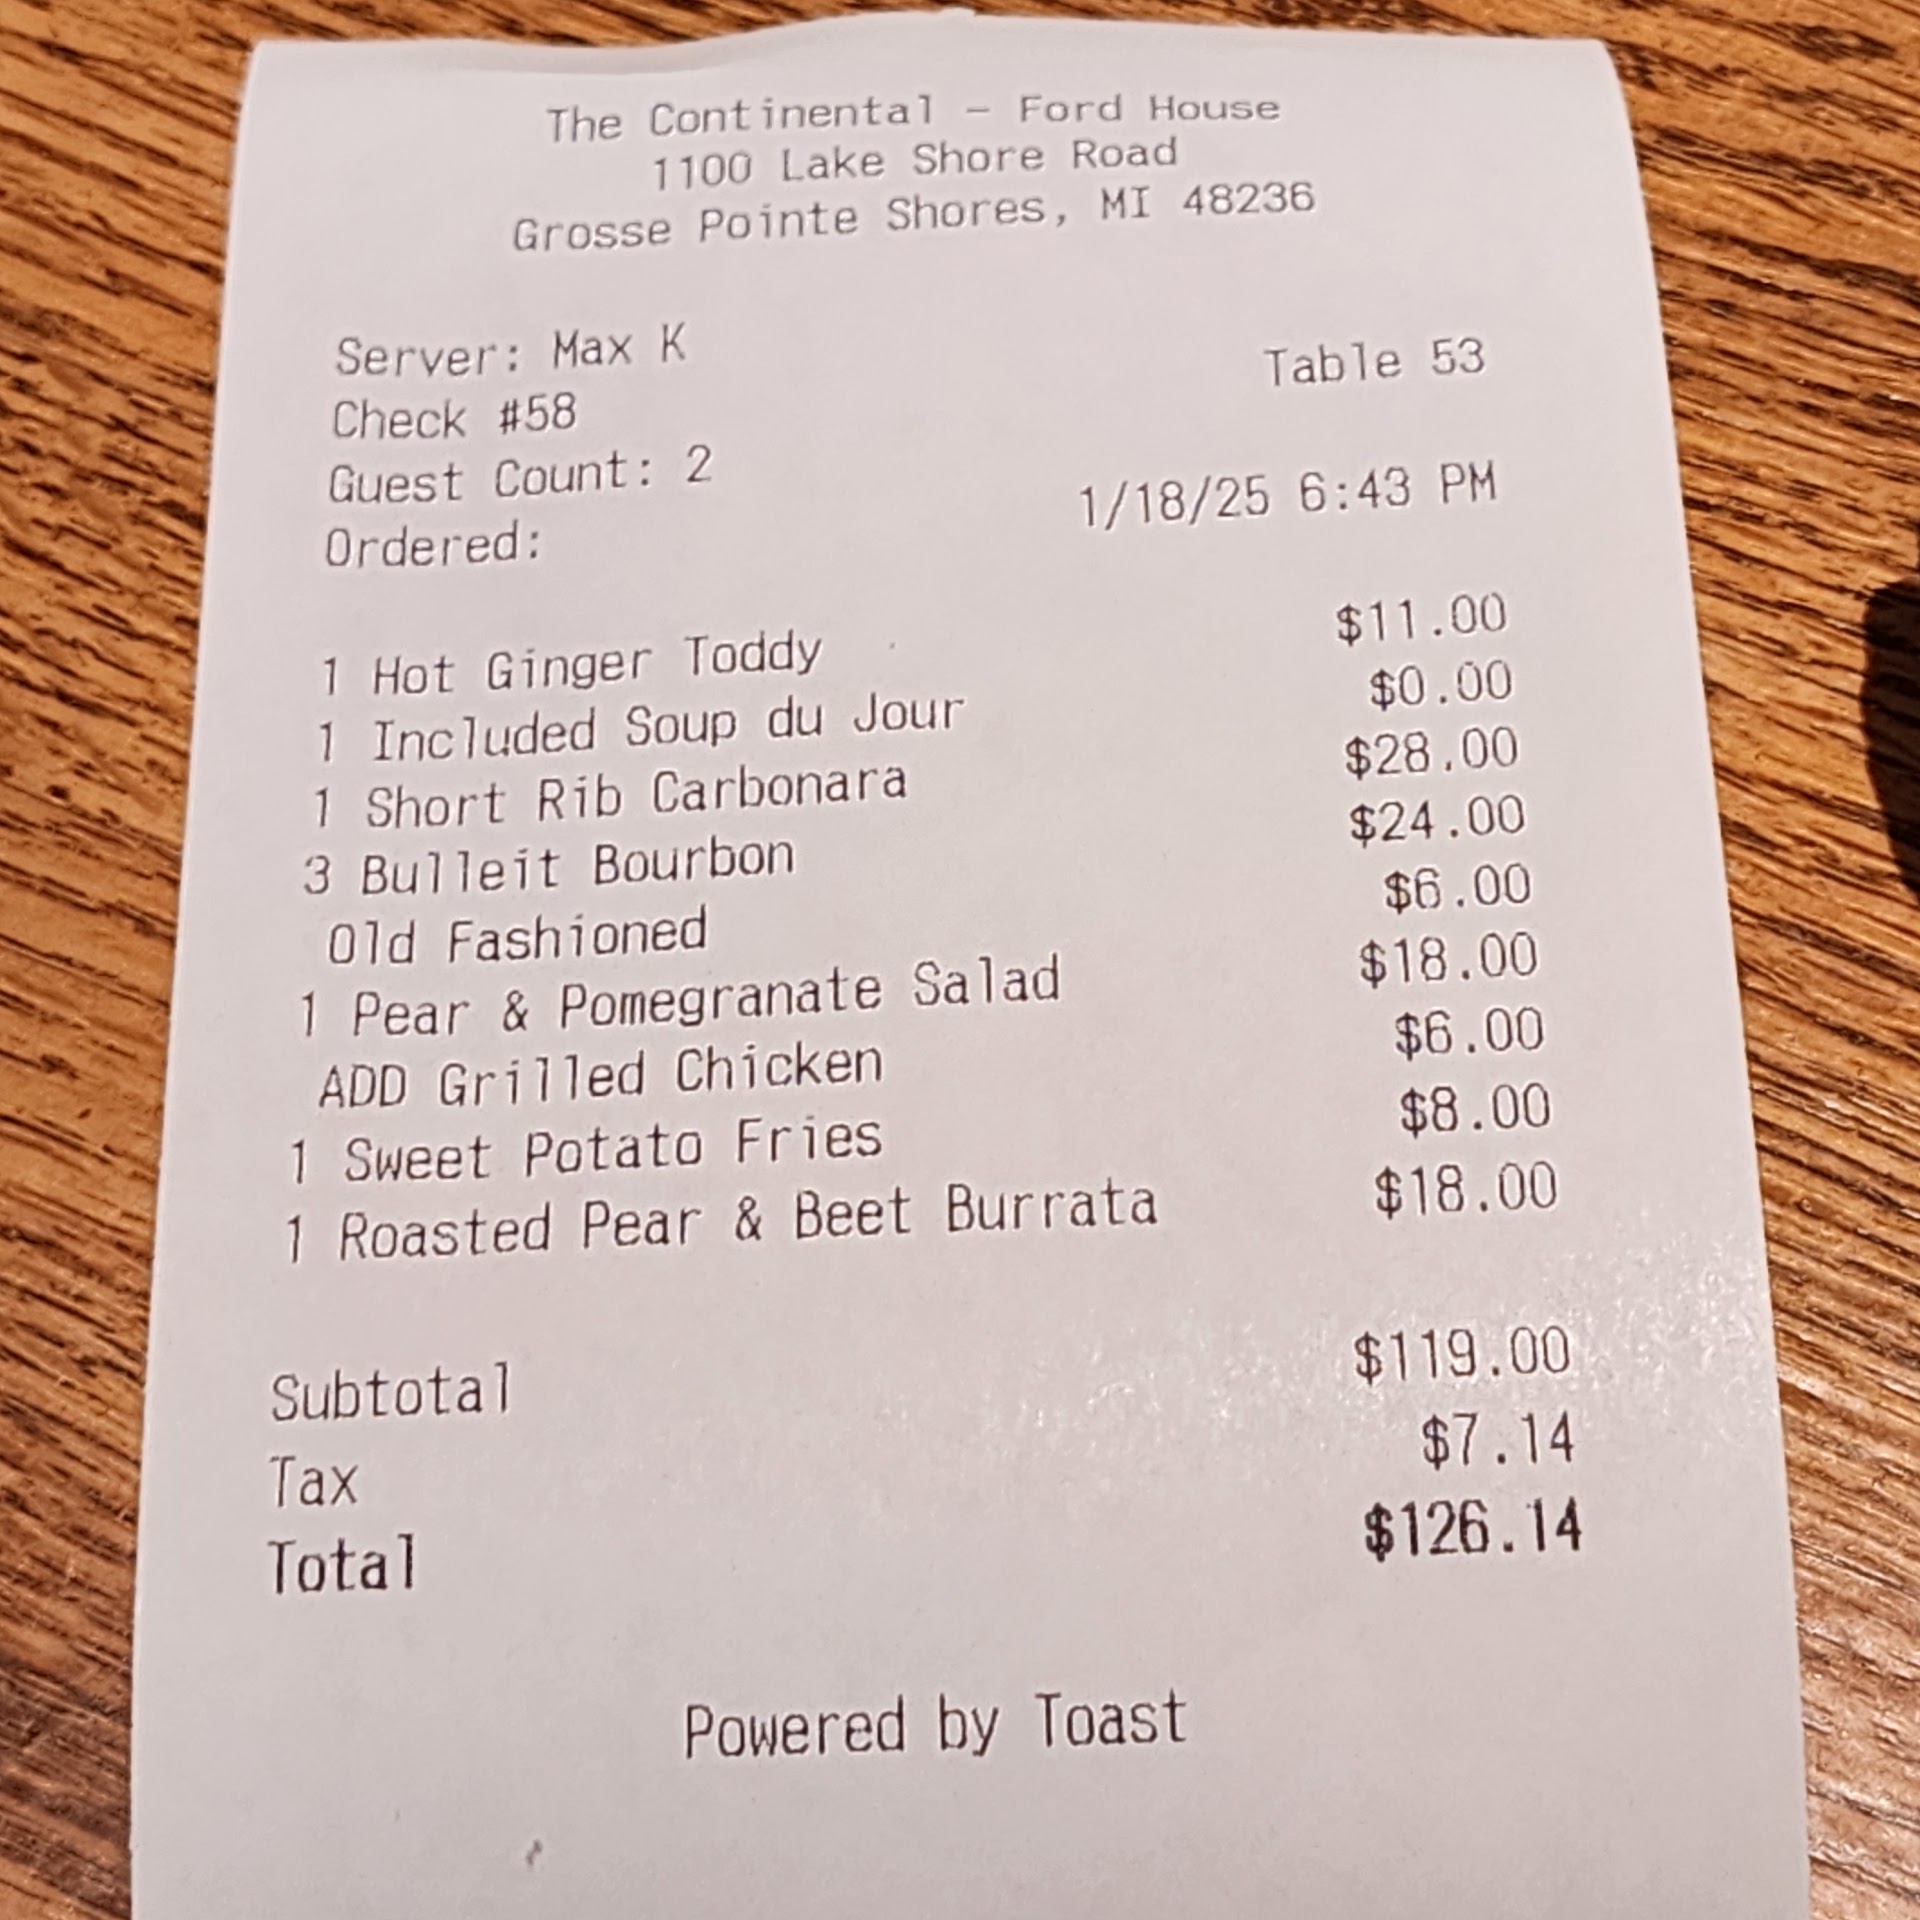 The Continental - Ford House
1100 Lake Shore Road
Grosse Pointe Shores, MI 48236
Server: Max K
Table 53
Check #58
Guest Count: 2
Ordered: 1/18/25 6:43 PM
1 Hot Ginger Toddy $11.00
1 Included Soup du Jour $0.00
1 Short Rib Carbonara $28.00
3 Bulleit Bourbon $24.00
Old Fashioned $6.00
1 Pear & Pomegranate Salad $18.00
ADD Grilled Chicken $6.00
1 Sweet Potato Fries $8.00
1 Roasted Pear & Beet Burrata $18.00
Subtotal $119.00
Tax $7.14
Total $126.14
Powered by Toast